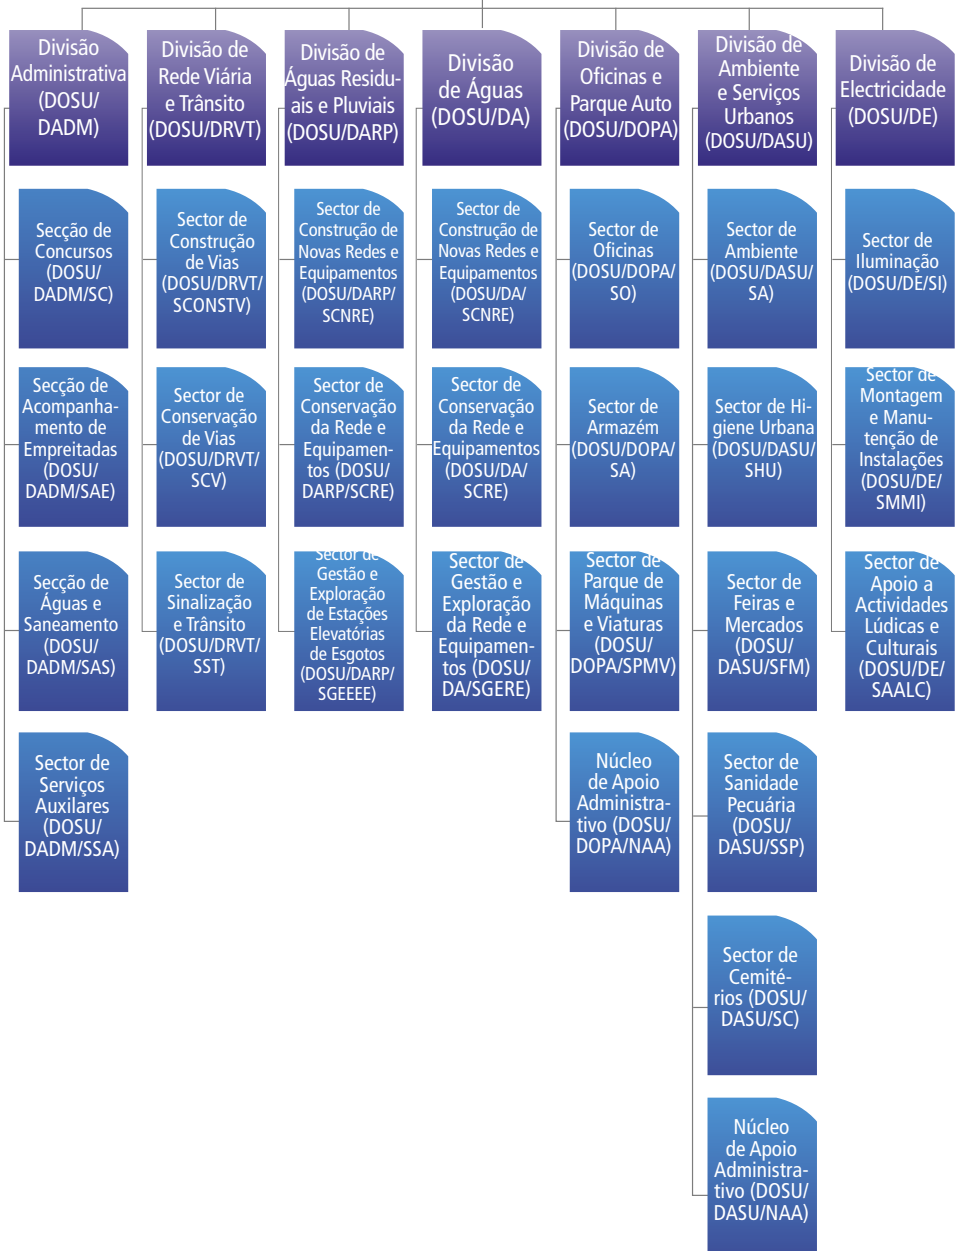 Divisão
Administrativa
(DOSU/
DADM)
Divisão de
Rede Viária
e Trânsito
(DOSU/DRVT)
Divisão de
Águas Residu-
ais e Pluviais
(DOSU/DARP)
Divisão
de Águas
(DOSU/DA)
Divisão de
Oficinas e
Parque Auto
(DOSU/DOPA)
Divisão de
Ambiente
e Serviços
Urbanos
(DOSU/DASU)
Divisão de
Electricidade
(DOSU/DE)
Secção de
Concursos
(DOSU/
DADM/SC)
Sector de
Construção
de Vias
(DOSU/DRVT/
SCONSTV)
Sector de
Construção de
Novas Redes e
Equipamentos
(DOSU/DARP/
SCNRE)
Sector de
Construção de
Novas Redes e
Equipamentos
(DOSU/DA/
SCNRE)
Sector de
Oficinas
(DOSU/DOPA/
SO)
Sector de
Ambiente
(DOSU/DASU/
SA)
Sector de
Iluminação
(DOSU/DE/SI)
Secção de
Acompanha-
mento de
Empreitadas
(DOSU/
DADM/SAE)
Sector de
Conservação
de Vias
(DOSU/DRVT/
SCV)
Sector de
Conservação
da Rede e
Equipamen-
tos (DOSU/
DARP/SCRE)
Sector de
Conservação
da Rede e
Equipamentos
(DOSU/DA/
SCRE)
Sector de
Armazém
(DOSU/DOPA/
SA)
Sector de Hi-
giene Urbana
(DOSU/DASU/
SHU)
Sector de
Montagem
e Manu-
tenção de
Instalações
(DOSU/DE/
SMMI)
Secção de
Águas e
Saneamento
(DOSU/
DADM/SAS)
Sector de
Sinalização
e Trânsito
(DOSU/DRVT/
SST)
Sector de
Gestão e
Exploração
de Estações
Elevatórias
de Esgotos
(DOSU/DARP/
SGEEEE)
Sector de
Gestão e
Exploração
da Rede e
Equipamen-
tos (DOSU/
DA/SGERE)
Sector de
Parque de
Máquinas
e Viaturas
(DOSU/
DOPA/SPMV)
Sector de
Feiras e
Mercados
(DOSU/
DASU/SFM)
Sector de
Apoio a
Actividades
Lúdicas e
Culturais
(DOSU/DE/
SAALC)
Sector de
Serviços
Auxilares
(DOSU/
DADM/SSA)
Núcleo
de Apoio
Administra-
tivo (DOSU/
DOPA/NAA)
Sector de
Sanidade
Pecuária
(DOSU/
DASU/SSP)
Sector de
Cemité-
rios (DOSU/
DASU/SC)
Núcleo
de Apoio
Administra-
tivo (DOSU/
DASU/NAA)